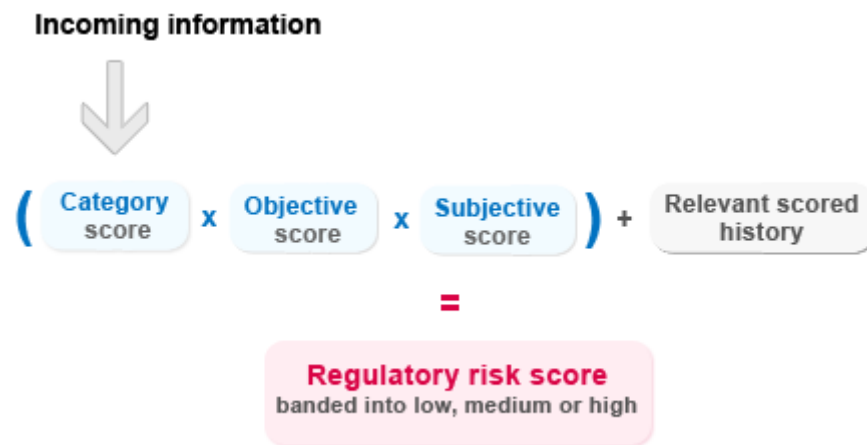 Incoming information
( Category score x Objective score x Subjective score ) + Relevant scored history
=
Regulatory risk score
banded into low, medium or high